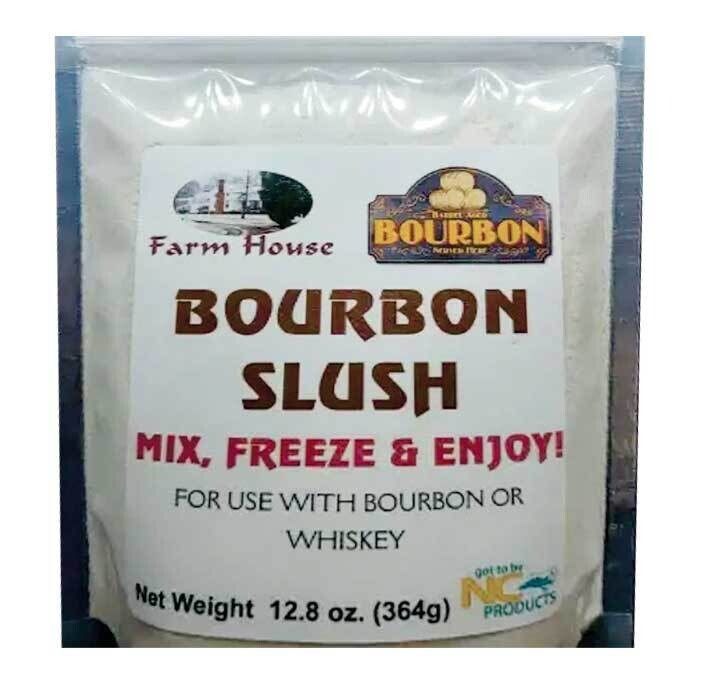 Farm House
BARREL AGED
BOURBON
SERVED HERE
BOURBON
SLUSH
MIX, FREEZE & ENJOY!
FOR USE WITH BOURBON OR
WHISKEY
Net Weight 12.8 oz. (364g)
got to be
NC
PRODUCTS